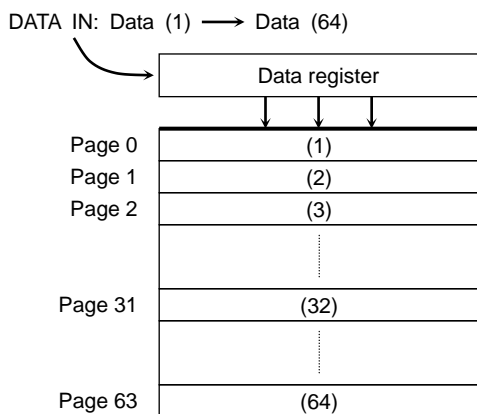 DATA IN: Data (1) → Data (64)
Data register
Page 0 (1)
Page 1 (2)
Page 2 (3)
Page 31 (32)
Page 63 (64)